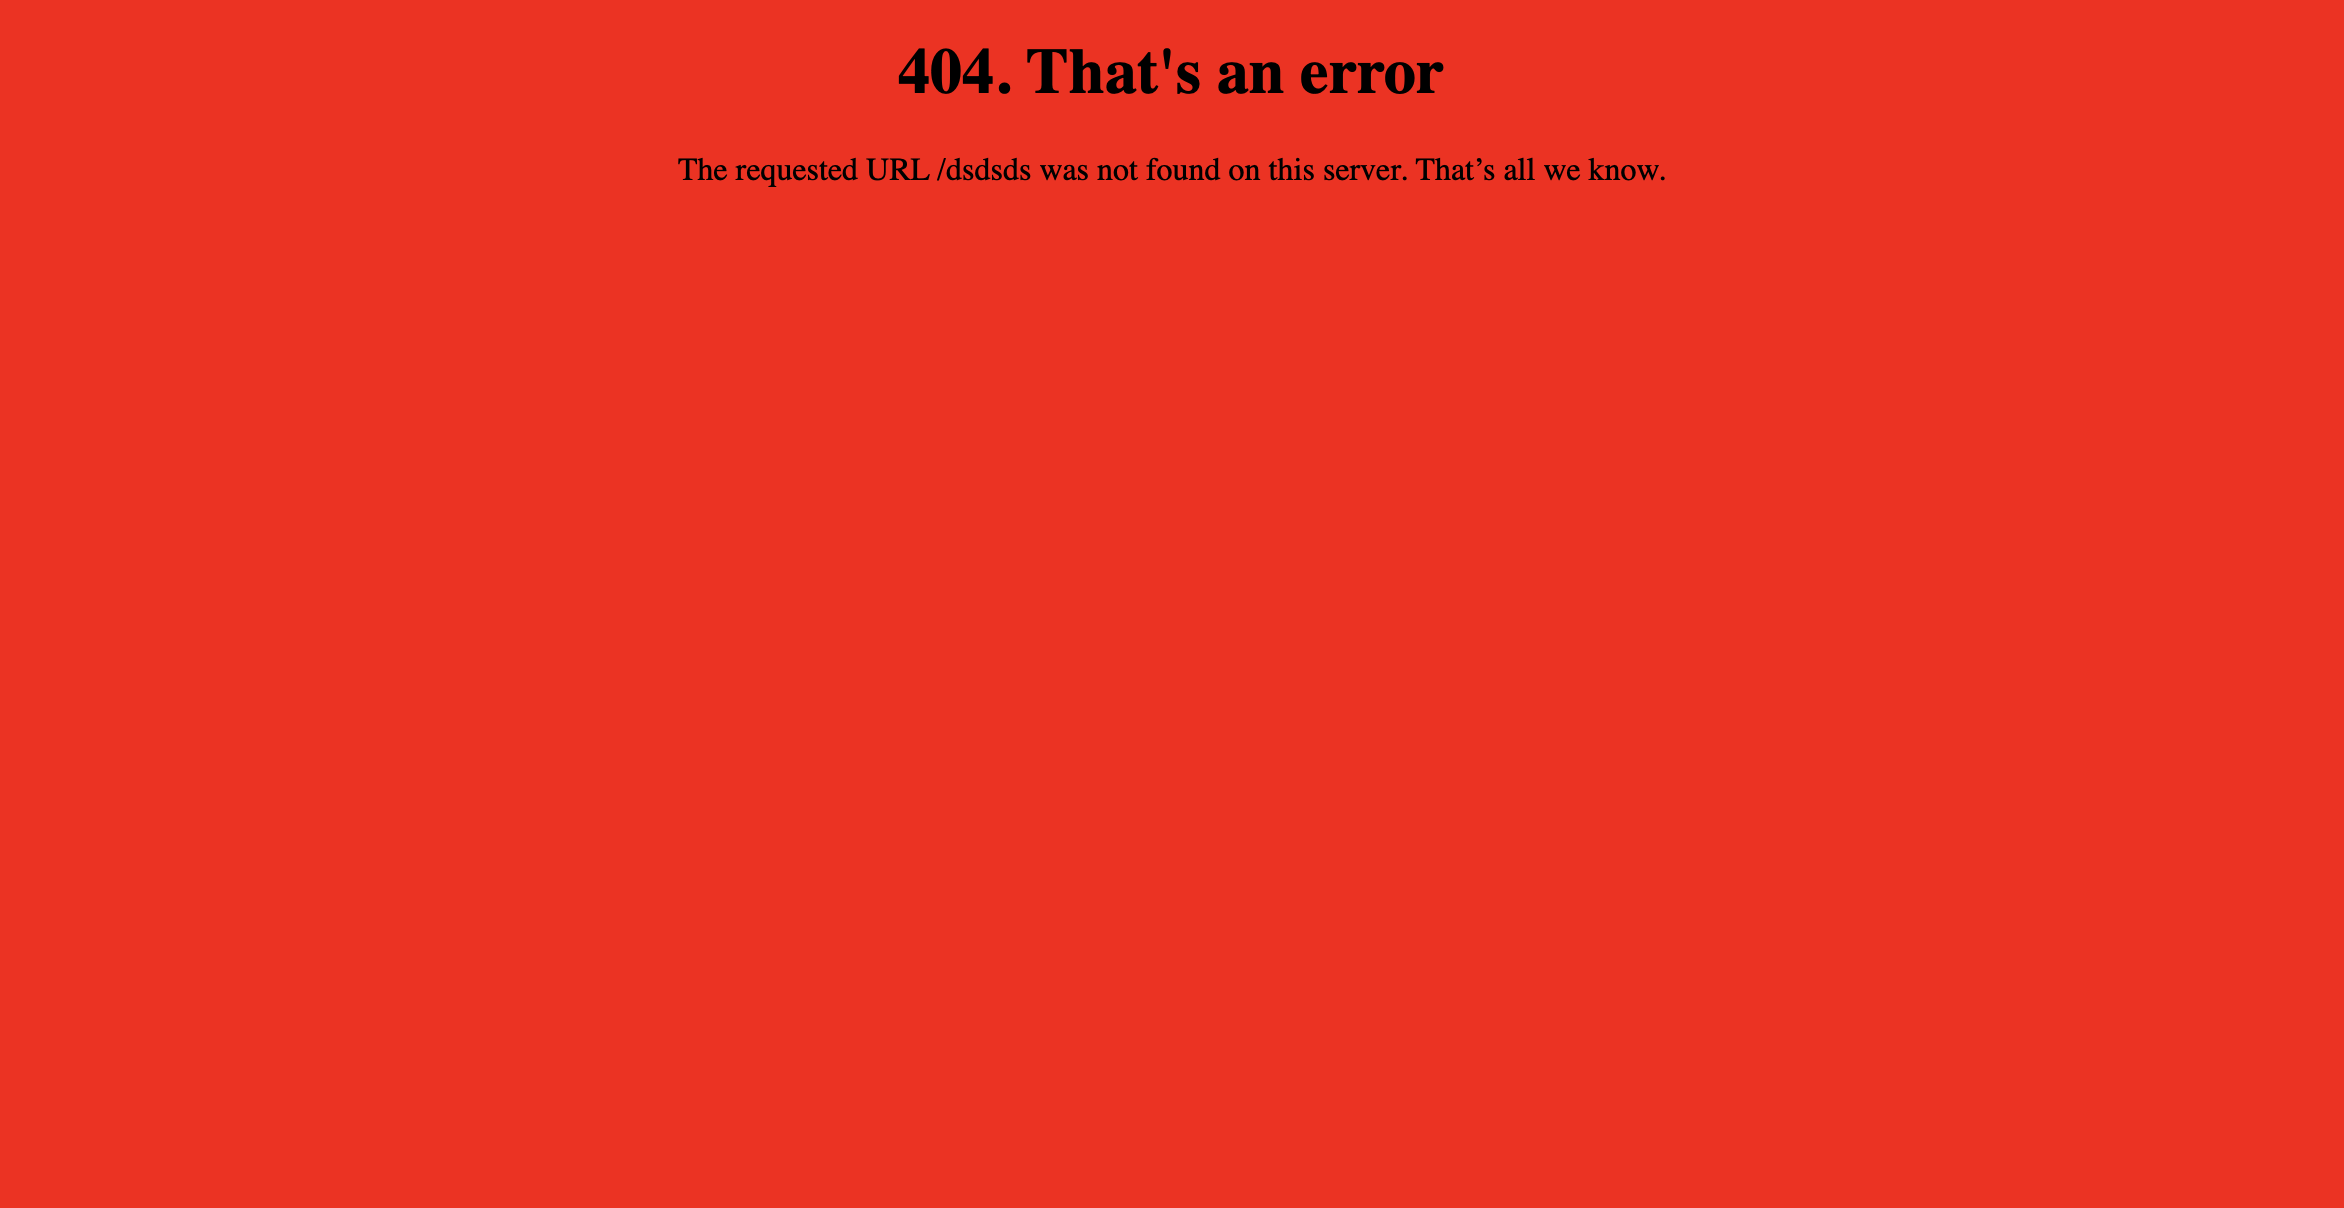 404. That's an error
The requested URL /dsdsds was not found on this server. That’s all we know.